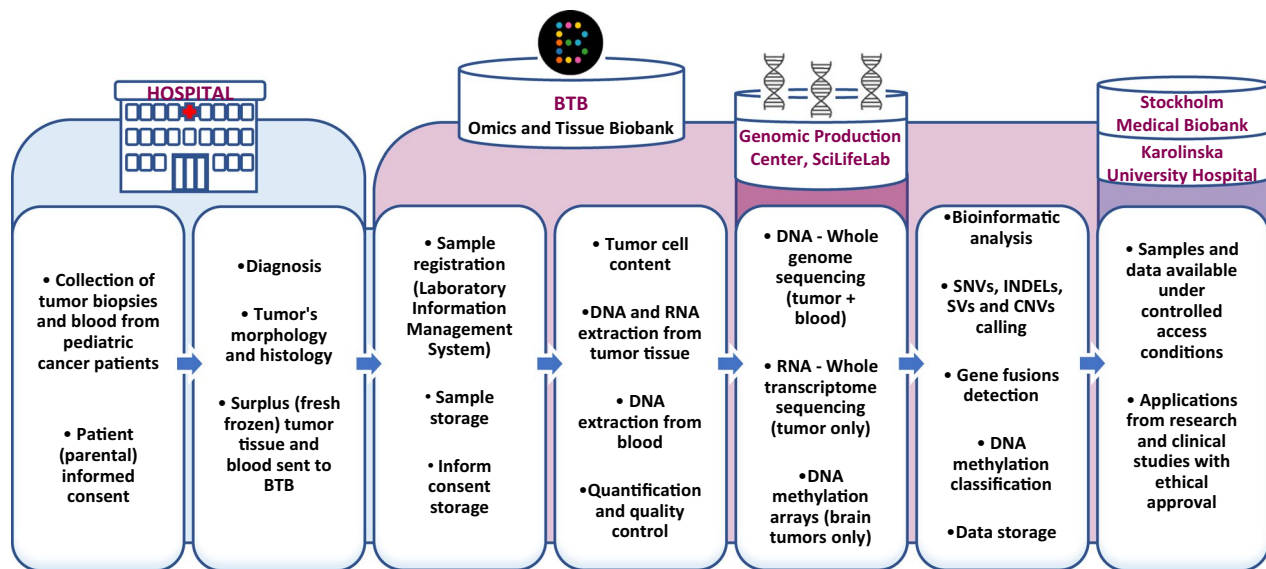 HOSPITAL
BTB
Omics and Tissue Biobank
Genomic Production
Center, SciLifeLab
Stockholm
Medical Biobank
Karolinska
University Hospital
• Collection of
tumor biopsies
and blood from
pediatric
cancer patients
• Patient
(parental)
informed
consent
•Diagnosis
• Tumor's
morphology
and histology
• Surplus (fresh
frozen) tumor
tissue and
blood sent to
BTB
• Sample
registration
(Laboratory
Information
Management
System)
• Sample
storage
• Inform
consent
storage
• Tumor cell
content
•DNA and RNA
extraction from
tumor tissue
• DNA
extraction from
blood
•Quantification
and quality
control
• DNA - Whole
genome
sequencing
(tumor +
blood)
• RNA - Whole
transcriptome
sequencing
(tumor only)
•DNA
methylation
arrays (brain
tumors only)
•Bioinformatic
analysis
• SNVs, INDELs,
SVs and CNVs
calling
• Gene fusions
detection
• DNA
methylation
classification
•Data storage
• Samples and
data available
under
controlled
access
conditions
• Applications
from research
and clinical
studies with
ethical
approval